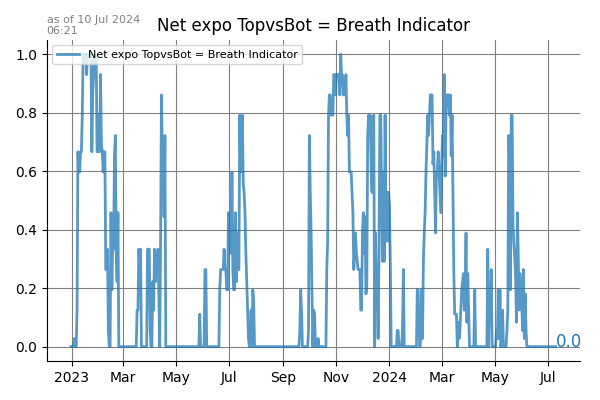 as of 10 Jul 2024
06:21
Net expo TopvsBot = Breath Indicator
Net expo TopvsBot = Breath Indicator
1.0
0.8
0.6
0.4
0.2
0.0
0.0
2023 Mar May Jul Sep Nov 2024 Mar May Jul